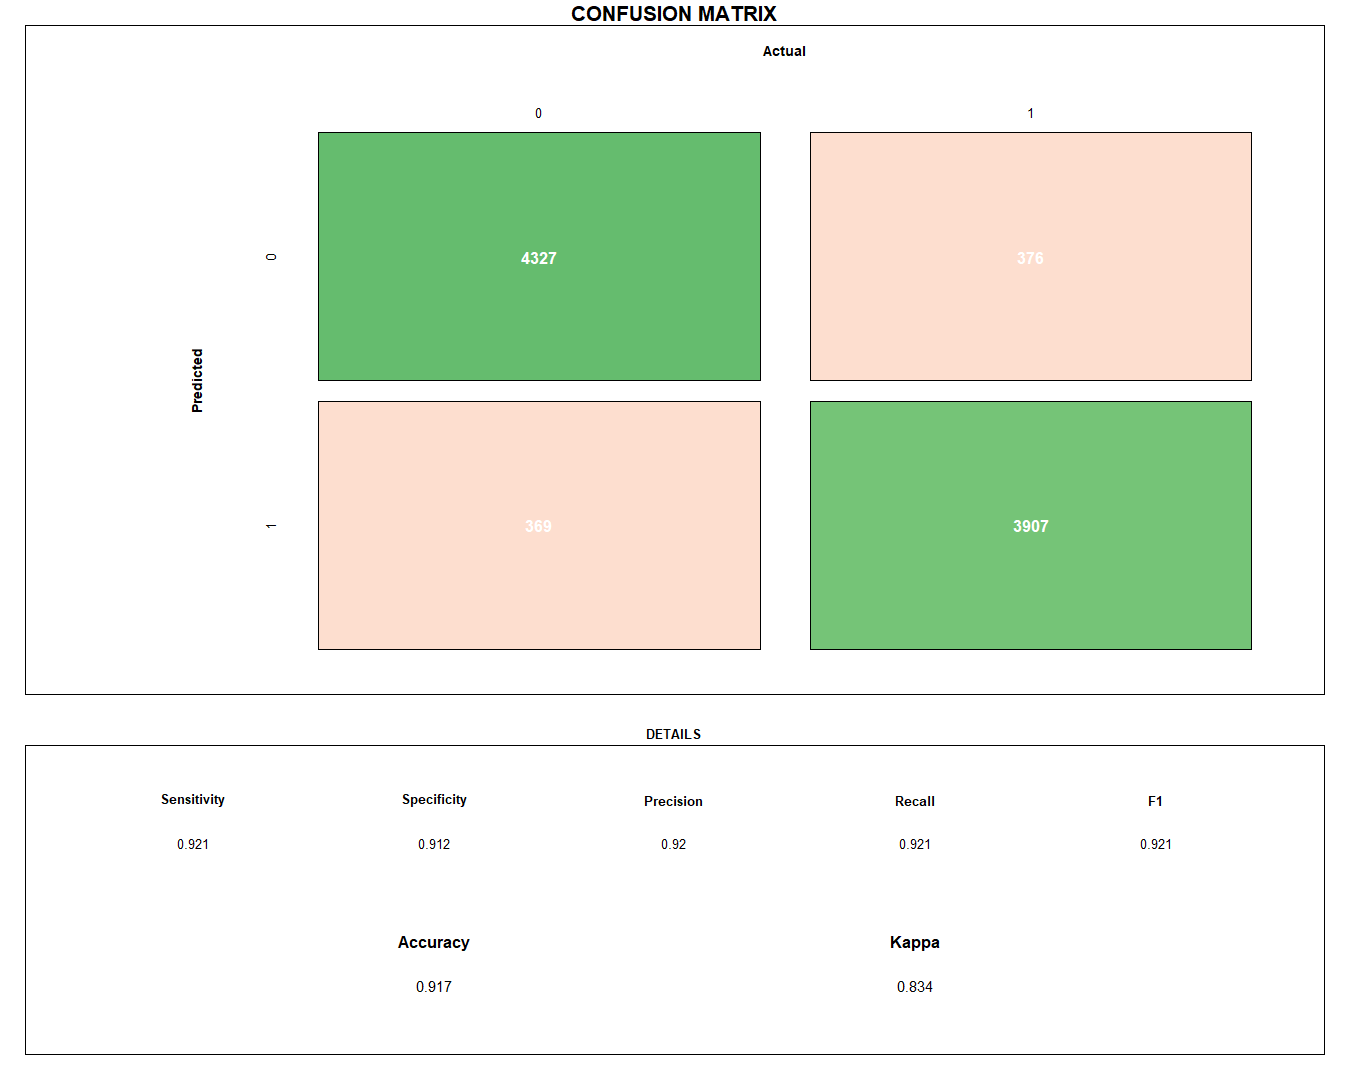 CONFUSION MATRIX
Actual
0 1
0 4327 376
Predicted
1 369 3907
DETAILS
Sensitivity Specificity Precision Recall F1
0.921 0.912 0.92 0.921 0.921
Accuracy Kappa
0.917 0.834